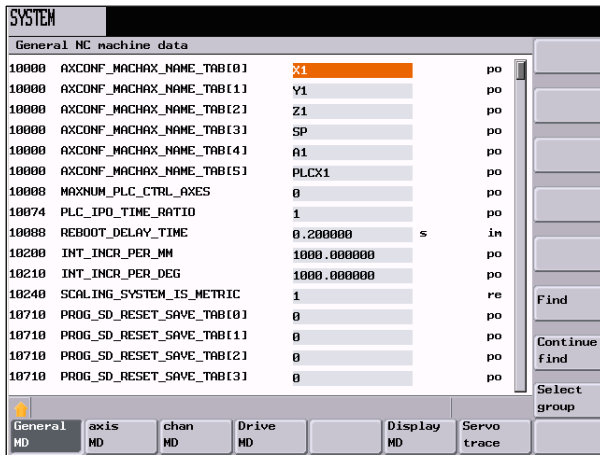 SYSTEM
General NC machine data
10000 AXCONF_MACHAX_NAME_TAB[0] X1 po
10000 AXCONF_MACHAX_NAME_TAB[1] Y1 po
10000 AXCONF_MACHAX_NAME_TAB[2] Z1 po
10000 AXCONF_MACHAX_NAME_TAB[3] SP po
10000 AXCONF_MACHAX_NAME_TAB[4] A1 po
10000 AXCONF_MACHAX_NAME_TAB[5] PLCX1 po
10008 MAXNUM_PLC_CTRL_AXES 0 po
10074 PLC_IPO_TIME_RATIO 1 po
10088 REBOOT_DELAY_TIME 0.200000 s im
10200 INT_INCR_PER_MM 1000.000000 po
10210 INT_INCR_PER_DEG 1000.000000 po
10240 SCALING_SYSTEM_IS_METRIC 1 re
10710 PROG_SD_RESET_SAVE_TAB[0] 0 po
10710 PROG_SD_RESET_SAVE_TAB[1] 0 po
10710 PROG_SD_RESET_SAVE_TAB[2] 0 po
10710 PROG_SD_RESET_SAVE_TAB[3] 0 po
Find
Continue
find
Select
group
General axis chan Drive Display Servo
MD MD MD MD MD trace